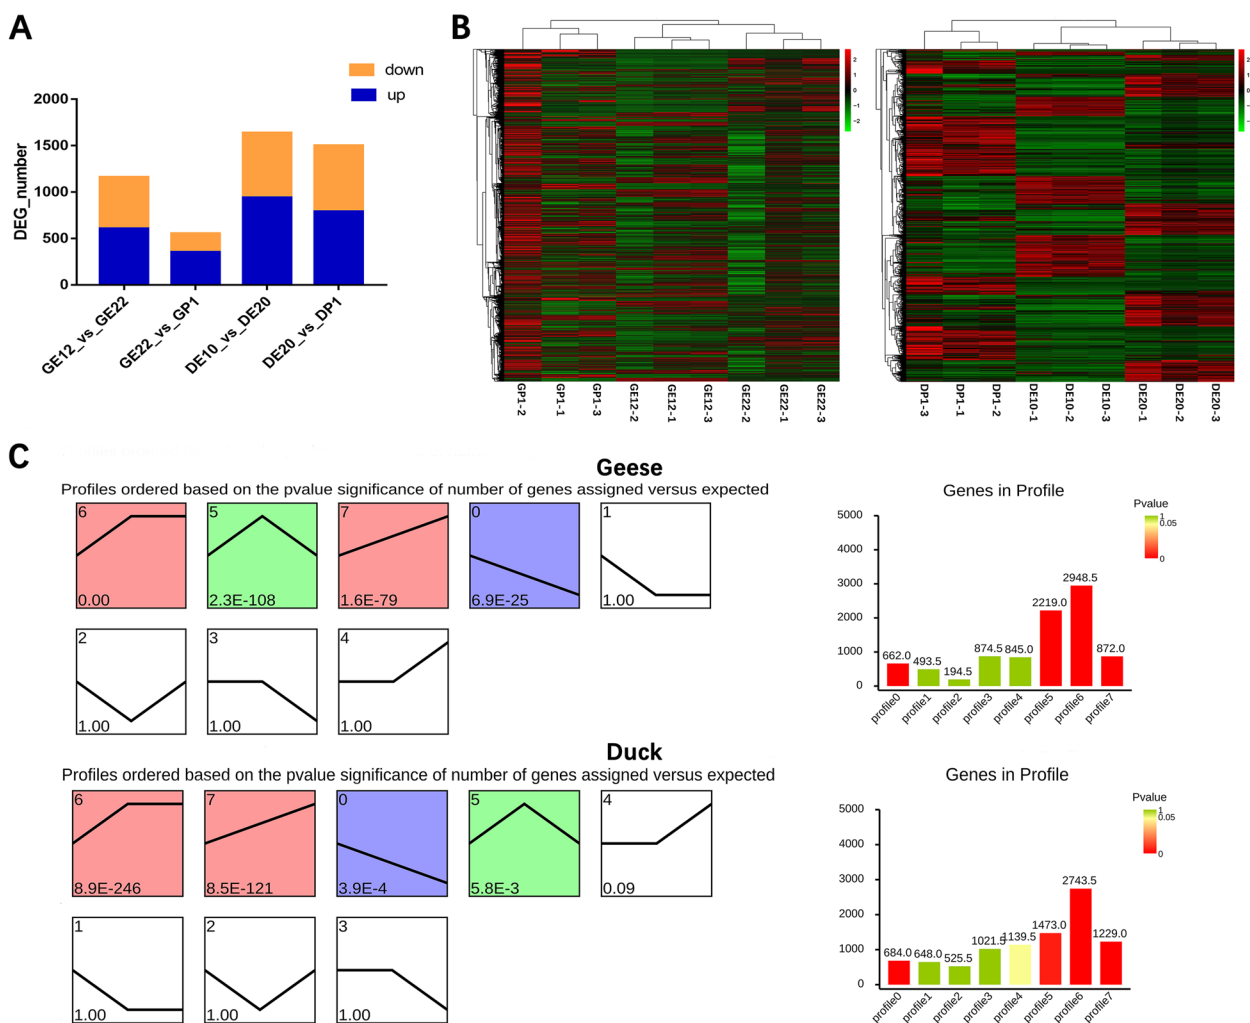 A
down
up
2000
1500
1000
500
0
DEG_number
GE12_vs_GE22
GE22_vs_GP1
DE10_vs_DE20
DE20_vs_DP1
B
2
1
0
−1
−2
GP1-2
GP1-1
GP1-3
GE12-2
GE12-1
GE12-3
GE22-2
GE22-1
GE22-3
2
1
0
DP1-3
DP1-1
DP1-2
DE10-1
DE10-2
DE10-3
DE20-1
DE20-2
DE20-3
C
Geese
Profiles ordered based on the pvalue significance of number of genes assigned versus expected
6
0.00
5
2.3E-108
7
1.6E-79
0
6.9E-25
1
1.00
2
1.00
3
1.00
4
1.00
Genes in Profile
Pvalue
1
0.05
0
5000
4000
3000
2000
1000
0
662.0
493.5
194.5
874.5
845.0
2219.0
2948.5
872.0
profile0
profile1
profile2
profile3
profile4
profile5
profile6
profile7
Duck
Profiles ordered based on the pvalue significance of number of genes assigned versus expected
6
8.9E-246
7
8.5E-121
0
3.9E-4
5
5.8E-3
4
0.09
1
1.00
2
1.00
3
1.00
Genes in Profile
Pvalue
1
0.05
0
5000
4000
3000
2000
1000
0
684.0
648.0
525.5
1021.5
1139.5
1473.0
2743.5
1229.0
profile0
profile1
profile2
profile3
profile4
profile5
profile6
profile7